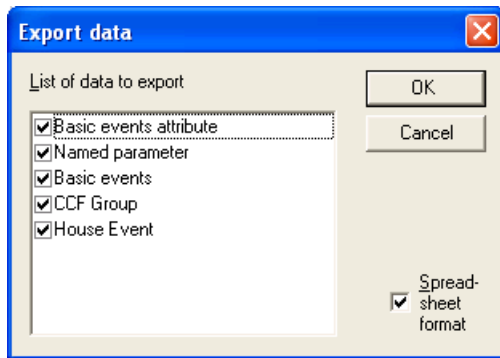 Export data
List of data to export
OK
Cancel
Basic events attribute
Named parameter
Basic events
CCF Group
House Event
Spread-
sheet
format